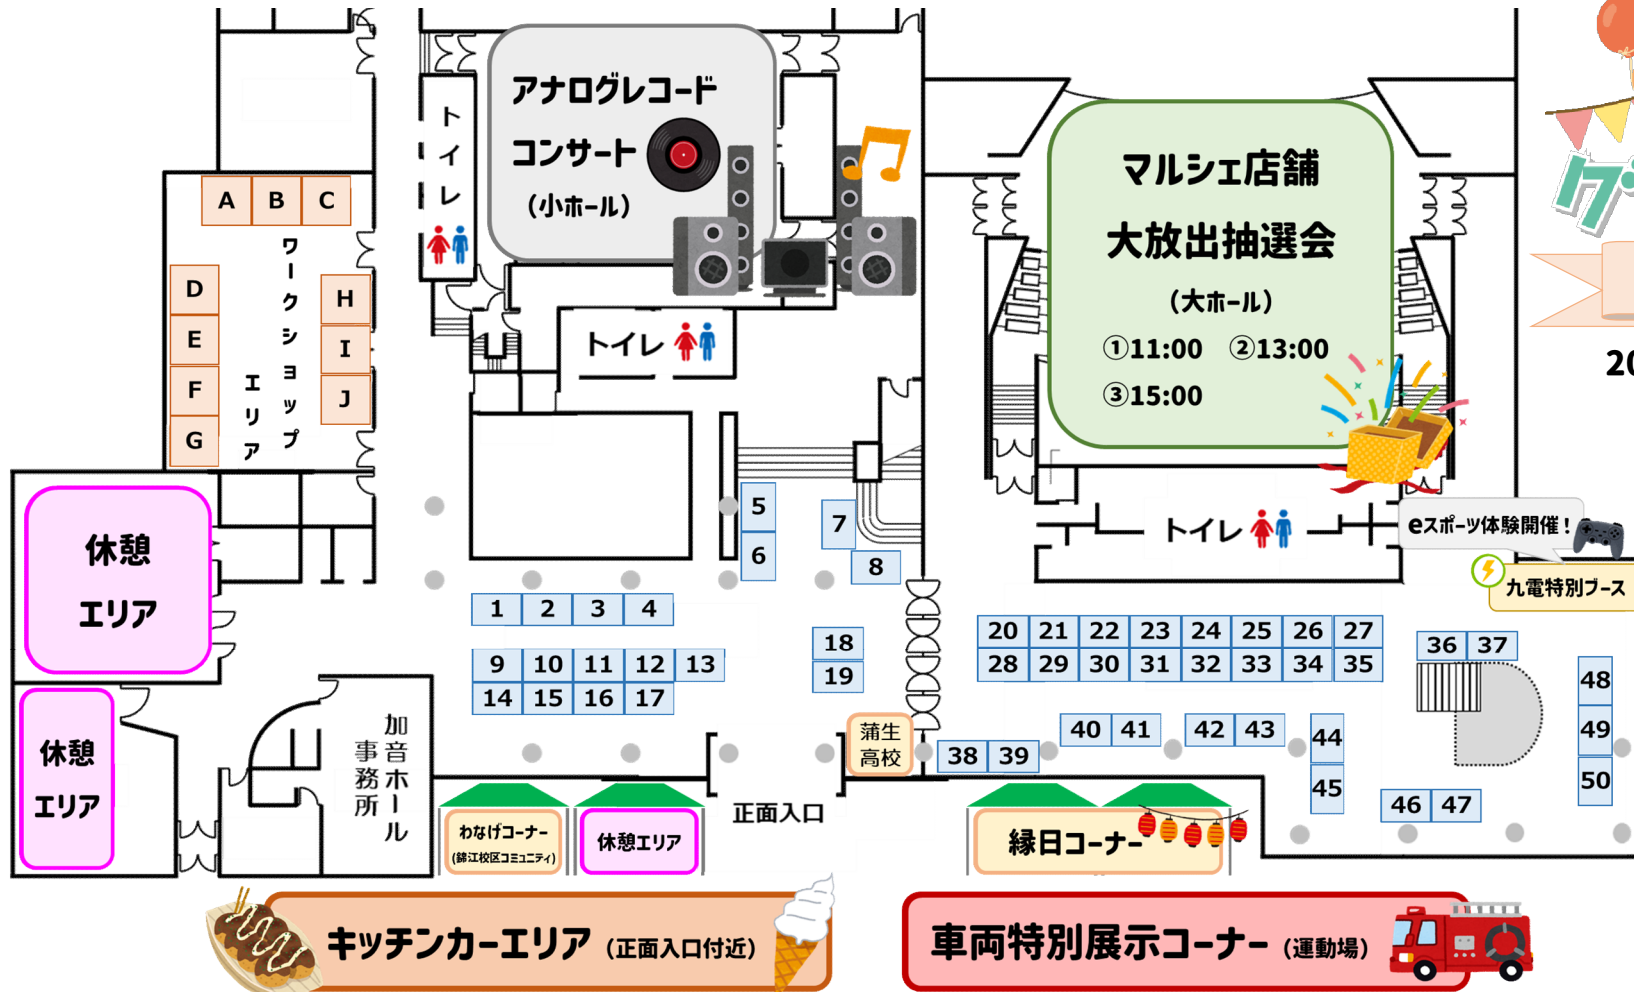 アナログレコード
コンサート
(小ホール)
トイレ
マルシェ店舗
大放出抽選会
(大ホール)
①11:00 ②13:00
③15:00
A B C
ワークショップ
エリア
D
E
F
G
H
I
J
トイレ
20
休憩
エリア
5
6
7
8
トイレ
eスポーツ体験開催！
九電特別ブース
1 2 3 4
9 10 11 12 13
14 15 16 17
18
19
20 21 22 23 24 25 26 27
28 29 30 31 32 33 34 35
36 37
48
49
50
休憩
エリア
加音ホール
事務所
蒲生
高校
38 39
40 41
42 43
44
45
46 47
正面入口
わなげコーナー
(錦江校区コミュニティ)
休憩エリア
縁日コーナー
キッチンカーエリア (正面入口付近)
車両特別展示コーナー (運動場)